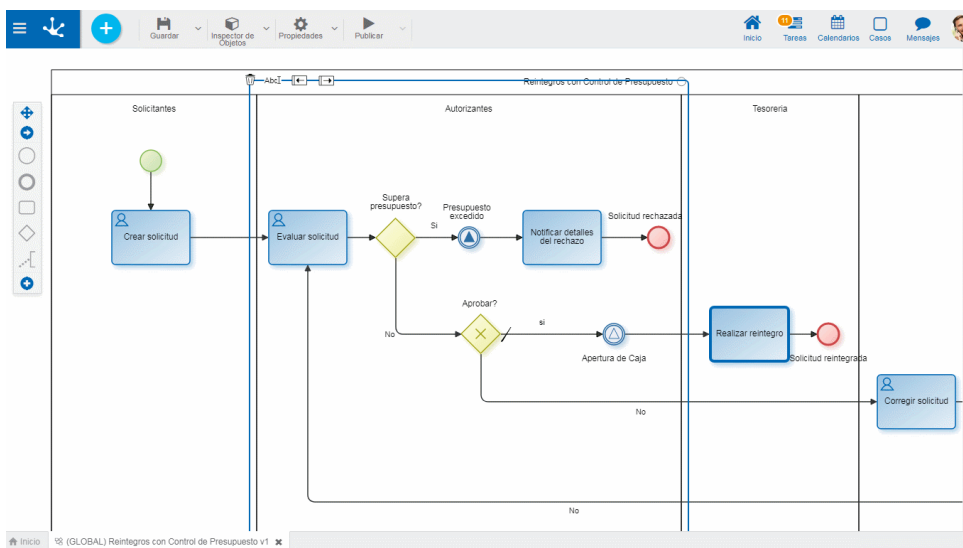 Guardar
Inspector de
Objetos
Propiedades
Publicar
Inicio
11
Tareas
Calendarios
Casos
Mensajes
Abc
Reintegros con Control de Presupuesto
Solicitantes
Autorizantes
Tesoreria
Crear solicitud
Evaluar solicitud
Supera
presupuesto?
Si
Presupuesto
excedido
Notificar detalles
del rechazo
Solicitud rechazada
No
Aprobar?
si
Apertura de Caja
Realizar reintegro
Solicitud reintegrada
No
Corregir solicitud
No
Inicio
(GLOBAL) Reintegros con Control de Presupuesto v1